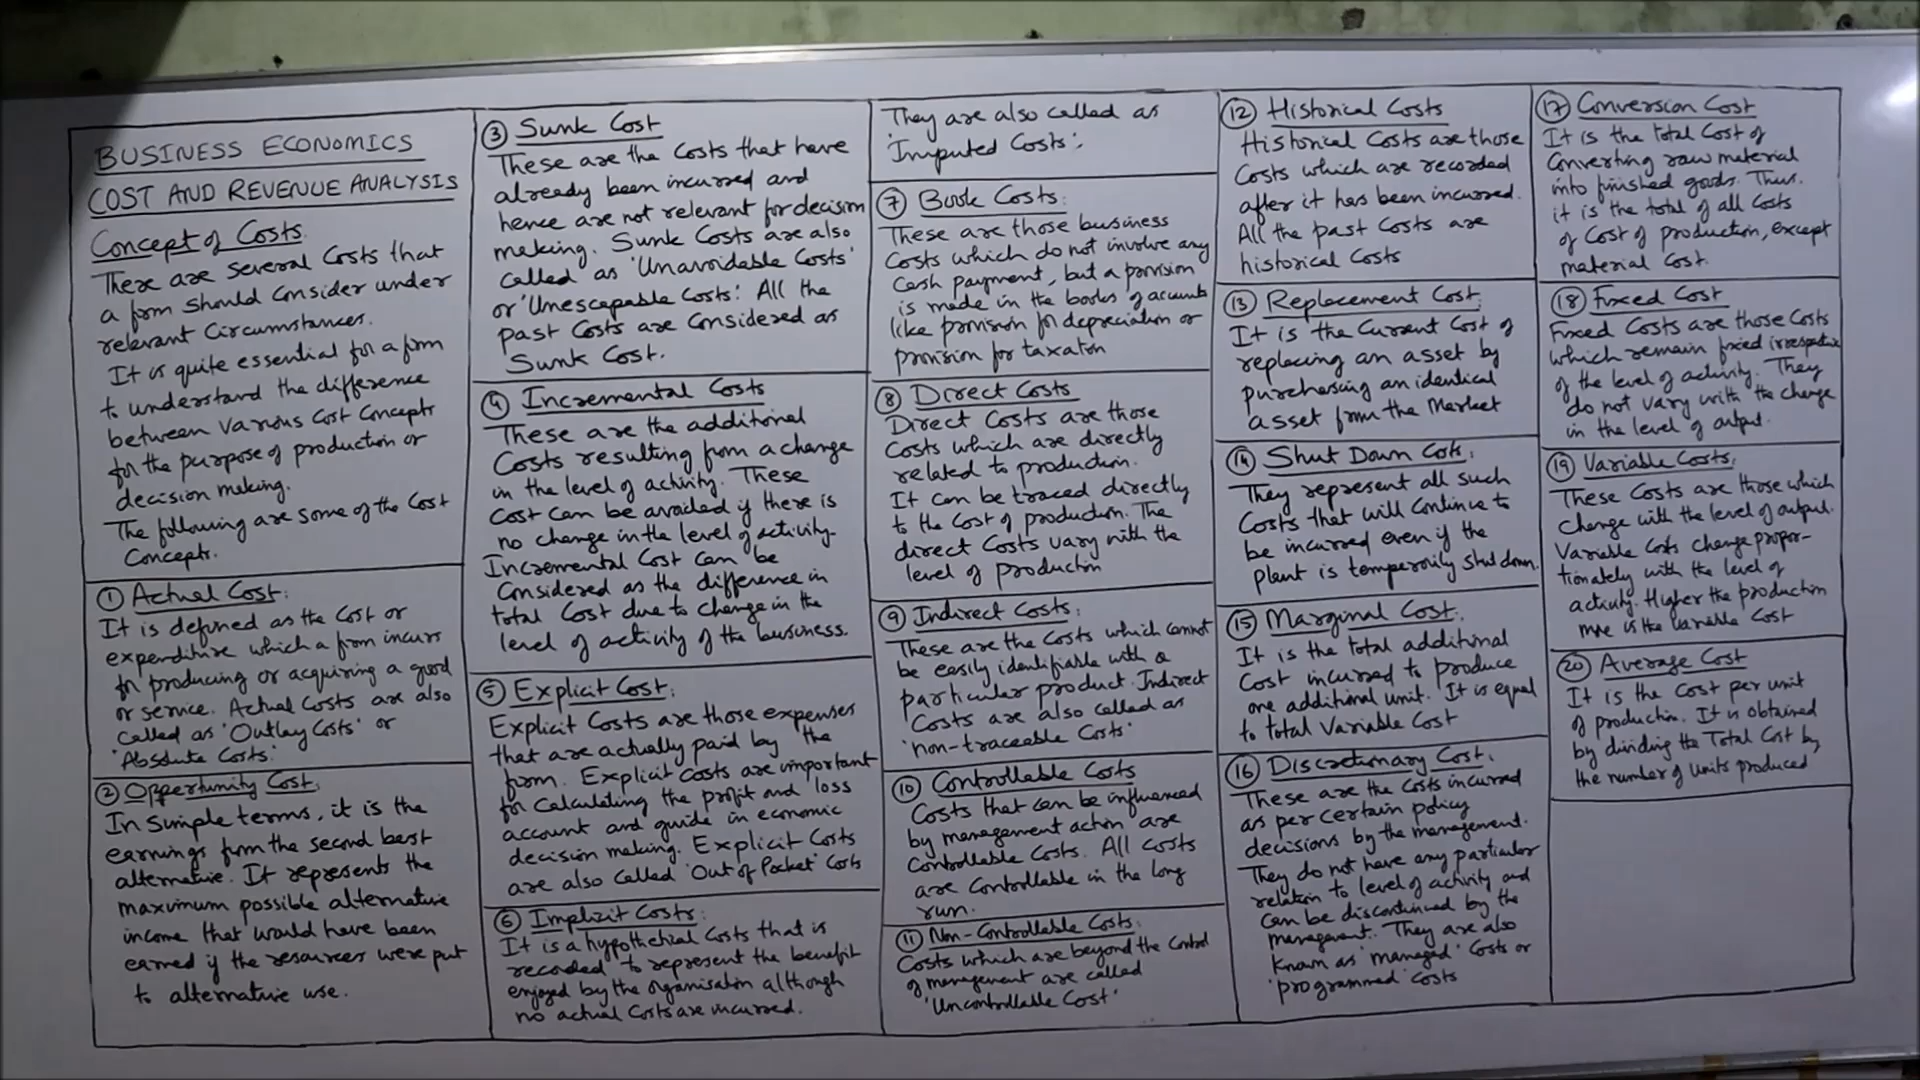 BUSINESS ECONOMICS
COST AND REVENUE ANALYSIS
Concept of Costs.
There are several Costs that
a firm should consider under
relevant Circumstances.
It is quite essential for a firm
to understand the difference
between various Cost Concepts
for the purpose of production or
decision making.
The following are some of the Cost
Concepts.
① Actual Cost:
It is defined as the Cost or
expenditure which a firm incurs
for producing or acquiring a good
or service. Actual Costs are also
called as 'Outlay Costs' or
'Absolute Costs'.
② Oppertunity Cost:
In Simple terms, it is the
earnings from the second best
alternative. It represents the
maximum possible alternative
income that would have been
earned if the resources were put
to alternative use.
③ Sunk Cost
These are the Costs that have
already been incurred and
hence are not relevant for decision
making. Sunk Costs are also
Called as 'Unavoidable Costs'
or 'Unescapable Costs'. All the
past Costs are Considered as
Sunk Cost.
④ Incremental Costs
These are the additional
Costs resulting from a change
in the level of activity. These
Cost can be availed if there is
no change in the level of activity.
Incremental Cost can be
Considered as the difference in
total Cost due to change in the
level of activity of the business.
⑤ Explicit Cost:
Explicit Costs are those expenses
that are actually paid by the
firm. Explicit Costs are important
for Calculating the profit and loss
account and guide in economic
decision making. Explicit Costs
are also Called 'Out of Pocket' Costs
⑥ Implicit Costs:
It is a hypothetical Costs that is
recorded to represent the benefit
enjoyed by the Organisation although
no actual Costs are incurred.
They are also called as
'Imputed Costs'.
⑦ Book Costs:
These are those business
Costs which do not involve any
Cash payment, but a provision
is made in the books of accounts
like provision for depreciation or
provision for taxation
⑧ Direct Costs
Direct Costs are those
Costs which are directly
related to production.
It can be traced directly
to the Cost of production. The
direct Costs vary with the
level of production
⑨ Indirect Costs:
These are the Costs which cannot
be easily identifiable with a
particular product. Indirect
Costs are also called as
'non-traceable Costs'
⑩ Controllable Costs
Costs that can be influenced
by management action are
Controllable Costs. All Costs
are Controllable in the long
run.
⑪ Non-Controllable Costs:
Costs which are beyond the Control
of management are called
'Uncontrollable Cost'
⑫ Historical Costs
Historical Costs are those
Costs which are recorded
after it has been incurred.
All the past Costs are
historical Costs
⑬ Replacement Cost:
It is the Current Cost of
replacing an asset by
purchasing an identical
asset from the Market
⑭ Shut Down Costs:
They represent all such
Costs that will Continue to
be incurred even if the
plant is temperorily shut down.
⑮ Marginal Cost:
It is the total additional
Cost incurred to produce
one additional unit. It is equal
to total Variable Cost
⑯ Discretionary Cost:
These are the Costs incurred
as per certain policy
decisions by the management.
They do not have any particular
relation to level of activity and
Can be discontinued by the
management. They are also
known as 'managed' Costs or
'programmed' Costs
⑰ Conversion Cost
It is the total Cost of
Converting raw material
into finished goods. Thus.
it is the total of all Costs
of Cost of production, except
material Cost.
⑱ Fixed Cost
Fixed Costs are those Costs
which remain fixed irrespective
of the level of activity. They
do not vary with the change
in the level of output.
⑲ Variable Costs:
These Costs are those which
Change with the level of output.
Variable Costs change propor-
tionately with the level of
activity. Higher the production
more is the variable Cost
⑳ Average Cost
It is the Cost per unit
of production. It is obtained
by dividing the Total Cost by
the number of units produced